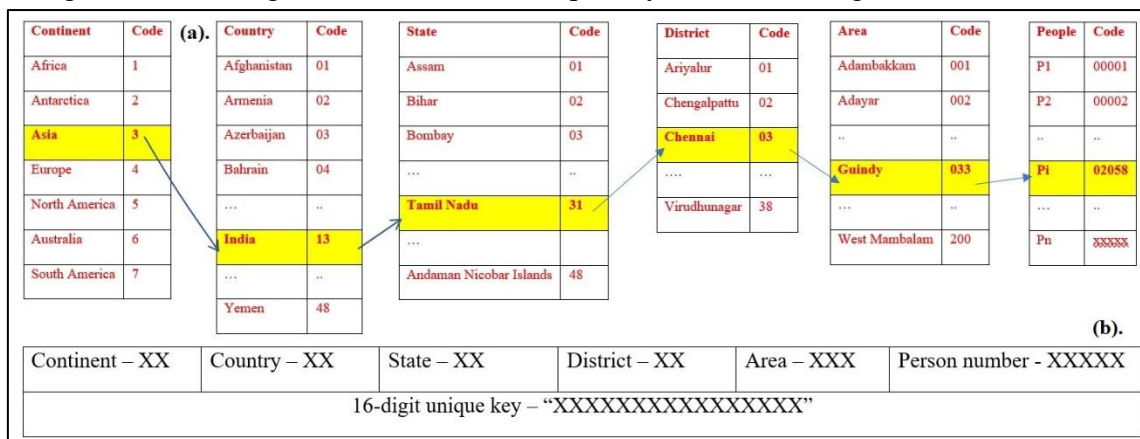 Continent Code (a). Country Code State Code District Code Area Code People Code
Africa 1 Afghanistan 01 Assam 01 Ariyalur 01 Adambakkam 001 P1 00001
Antarctica 2 Armenia 02 Bihar 02 Chengalpattu 02 Adayar 002 P2 00002
Asia 3 Azerbaijan 03 Bombay 03 Chennai 03 .. .. .. ..
Europe 4 Bahrain 04 ... .. .... ... Guindy 033 Pi 02058
North America 5 ... .. Tamil Nadu 31 Virudhunagar 38 ... .. ... ..
Australia 6 India 13 ... West Mambalam 200 Pn XXXXX
South America 7 ... .. Andaman Nicobar Islands 48
Yemen 48
(b).
Continent – XX Country – XX State – XX District – XX Area – XXX Person number - XXXXX
16-digit unique key – “XXXXXXXXXXXXXXXX”